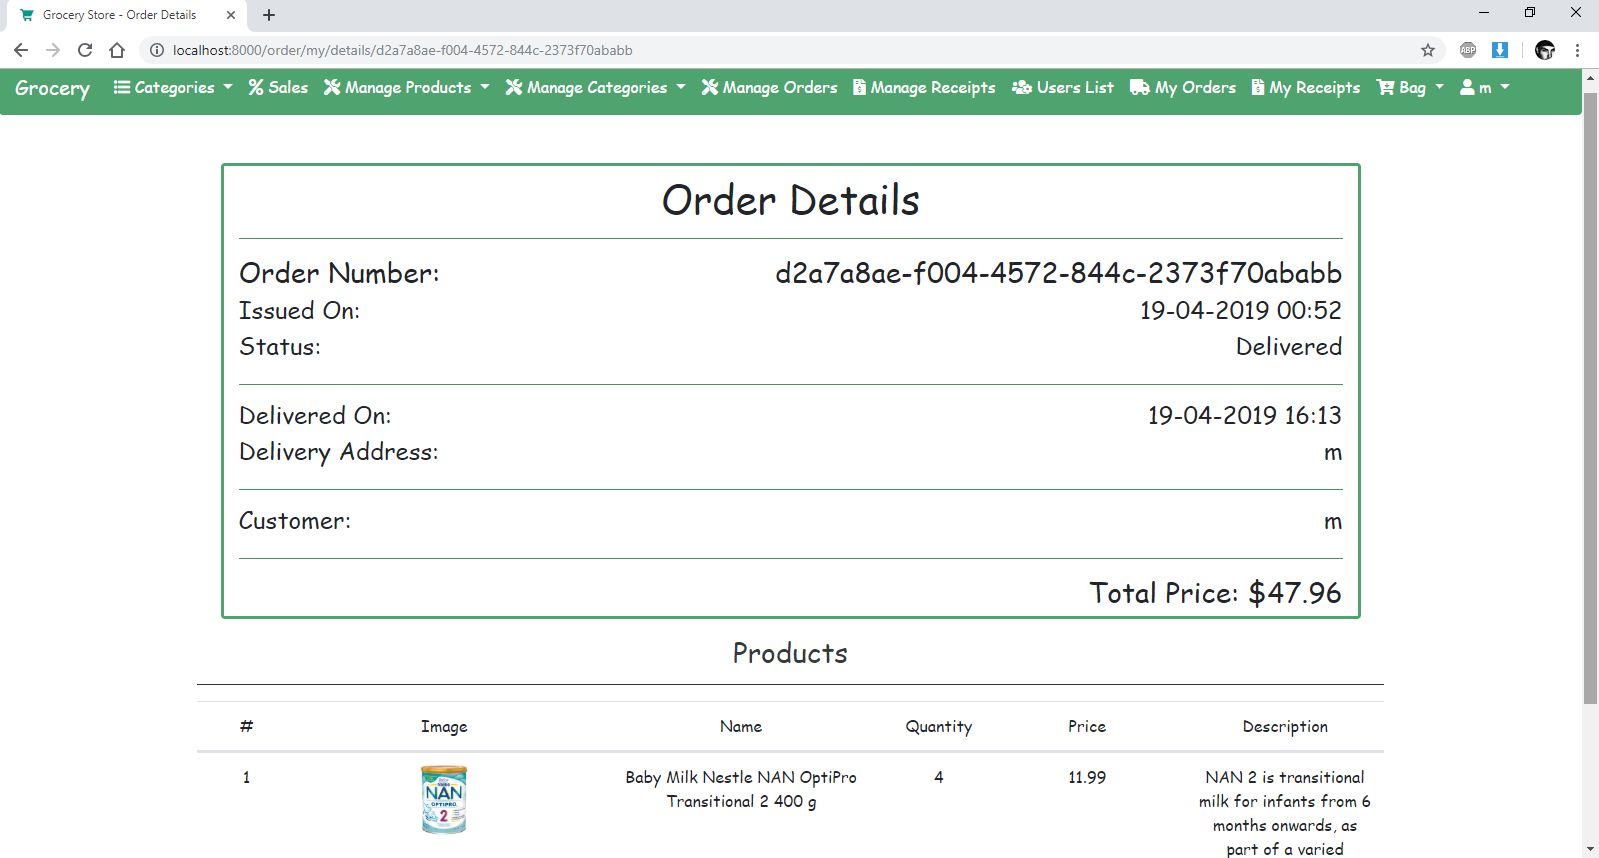 Grocery Store - Order Details
localhost:8000/order/my/details/d2a7a8ae-f004-4572-844c-2373f70ababb
ABP
Grocery Categories Sales Manage Products Manage Categories Manage Orders Manage Receipts Users List My Orders My Receipts Bag m
Order Details
Order Number: d2a7a8ae-f004-4572-844c-2373f70ababb
Issued On: 19-04-2019 00:52
Status: Delivered
Delivered On: 19-04-2019 16:13
Delivery Address: m
Customer: m
Total Price: $47.96
Products
# Image Name Quantity Price Description
1 Baby Milk Nestle NAN OptiPro 4 11.99 NAN 2 is transitional
Transitional 2 400 g milk for infants from 6
months onwards, as
part of a varied
NAN
OPTIPRO
2